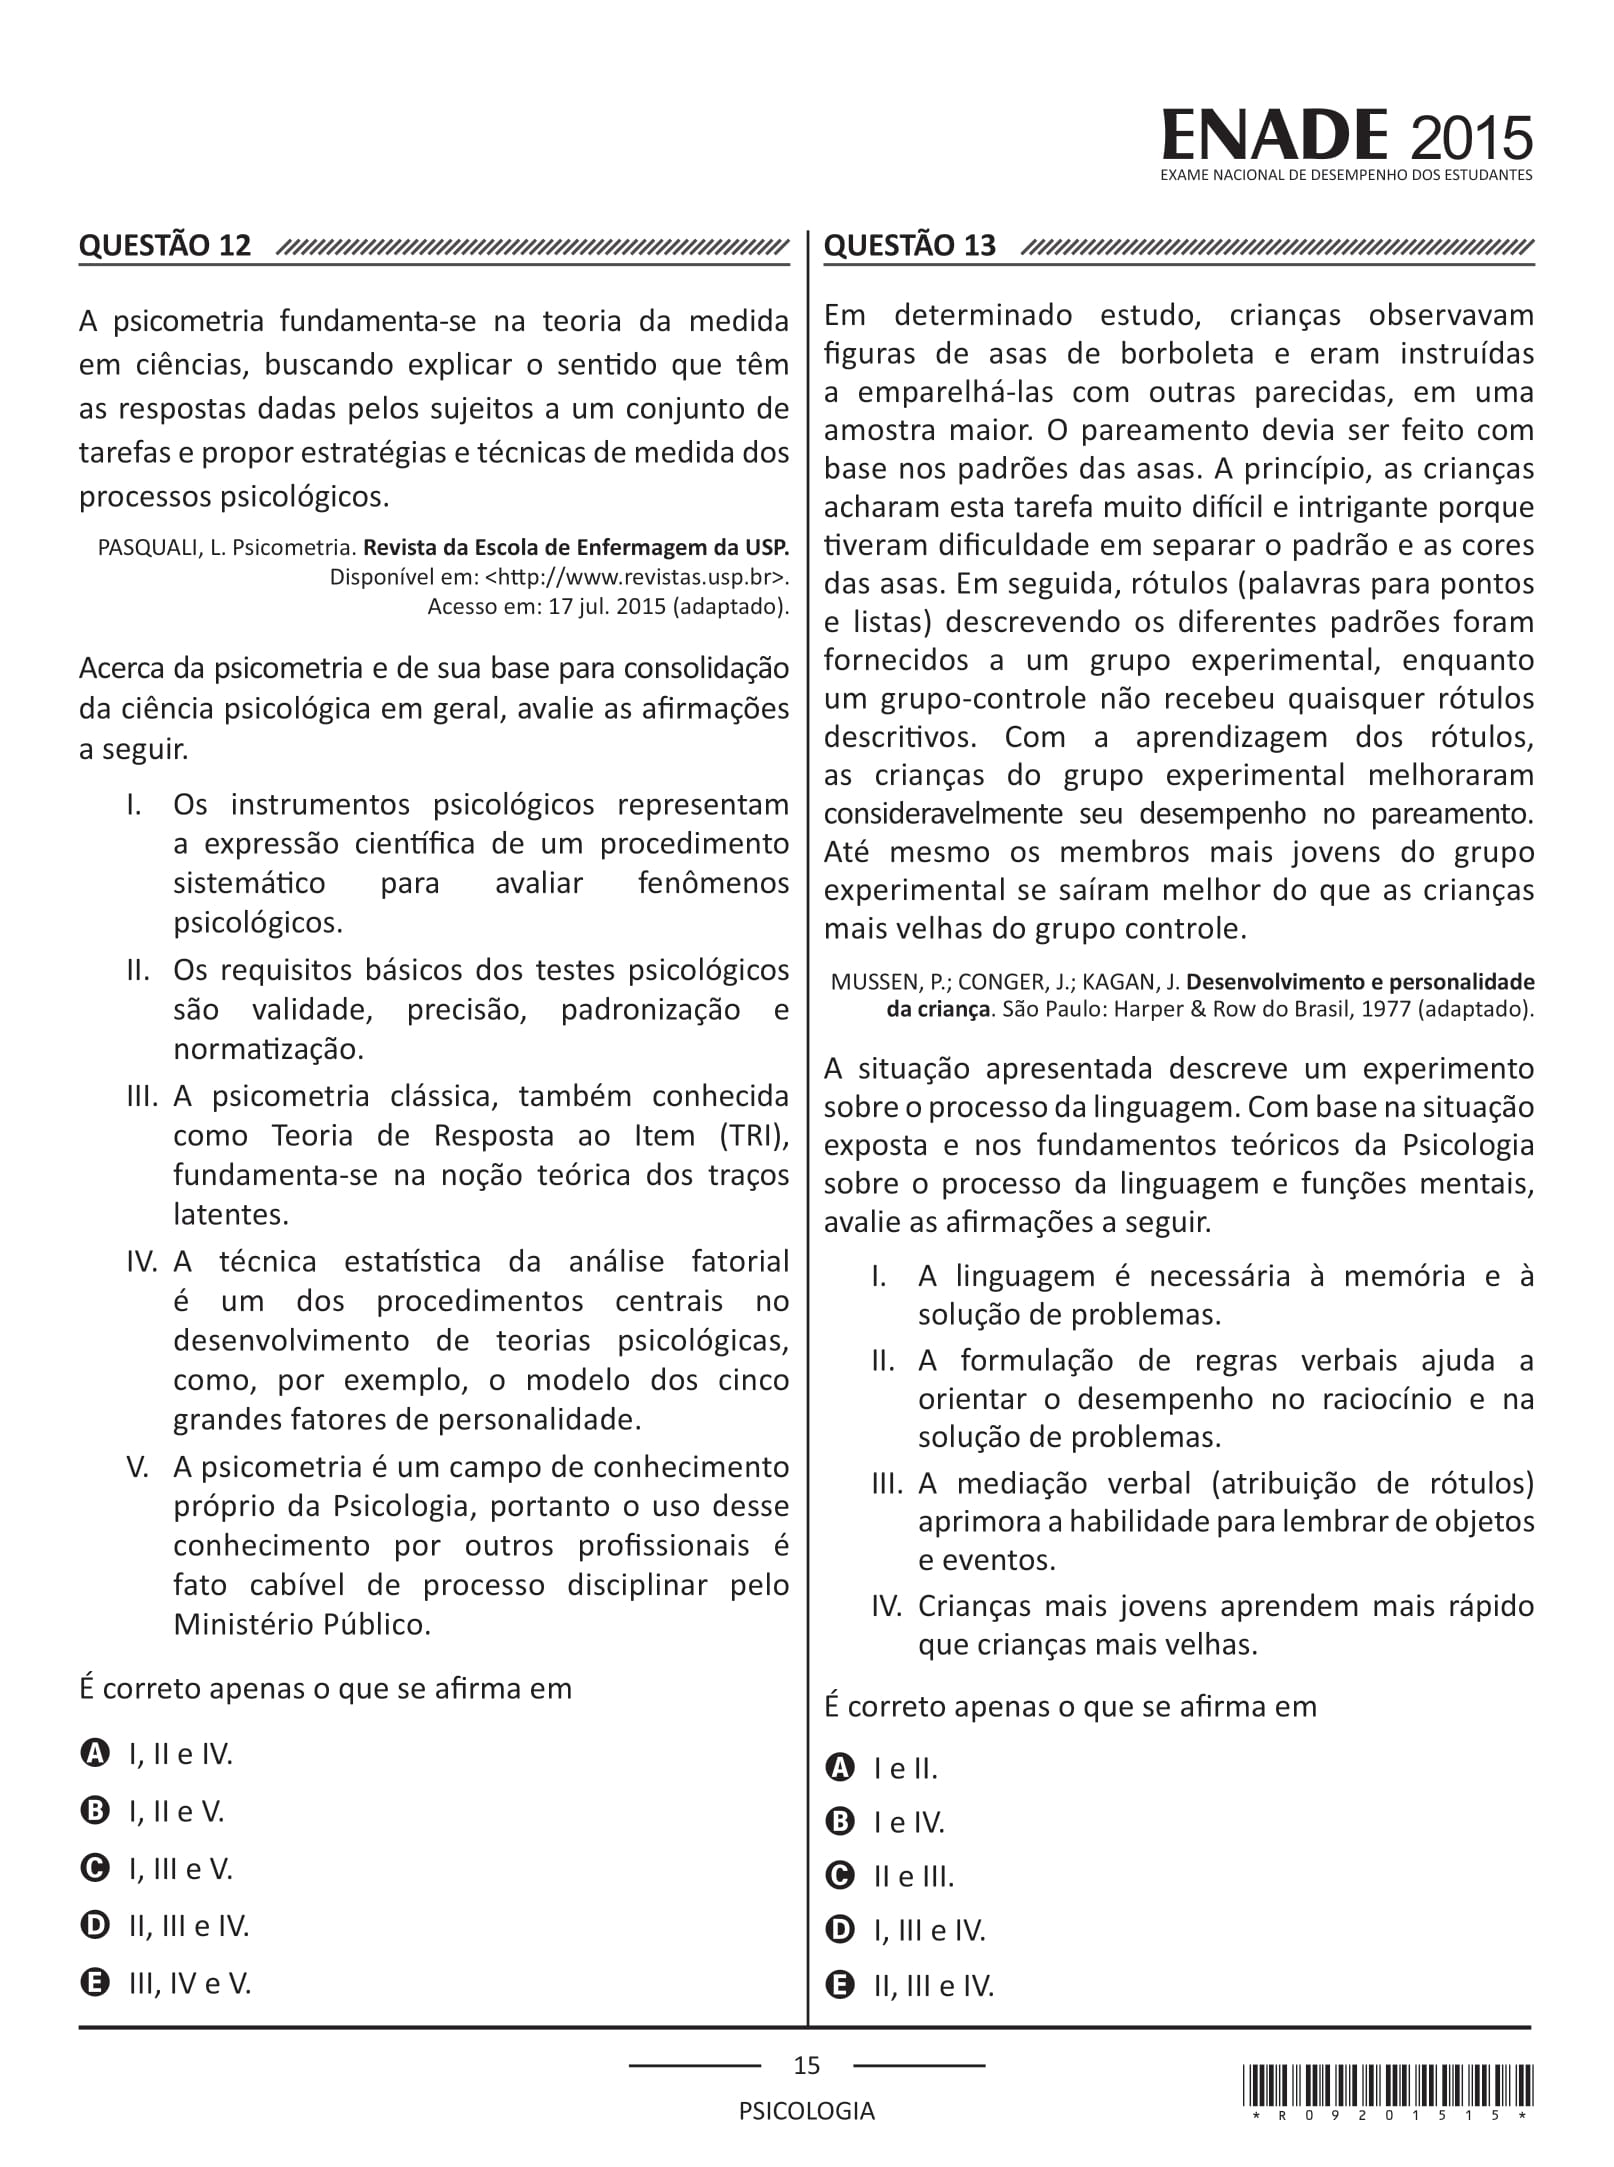 ENADE 2015
EXAME NACIONAL DE DESEMPENHO DOS ESTUDANTES
QUESTÃO 12
A psicometria fundamenta-se na teoria da medida
em ciências, buscando explicar o sentido que têm
as respostas dadas pelos sujeitos a um conjunto de
tarefas e propor estratégias e técnicas de medida dos
processos psicológicos.
PASQUALI, L. Psicometria. Revista da Escola de Enfermagem da USP.
Disponível em: <http://www.revistas.usp.br>.
Acesso em: 17 jul. 2015 (adaptado).
Acerca da psicometria e de sua base para consolidação
da ciência psicológica em geral, avalie as afirmações
a seguir.
I. Os instrumentos psicológicos representam
a expressão científica de um procedimento
sistemático para avaliar fenômenos
psicológicos.
II. Os requisitos básicos dos testes psicológicos
são validade, precisão, padronização e
normatização.
III. A psicometria clássica, também conhecida
como Teoria de Resposta ao Item (TRI),
fundamenta-se na noção teórica dos traços
latentes.
IV. A técnica estatística da análise fatorial
é um dos procedimentos centrais no
desenvolvimento de teorias psicológicas,
como, por exemplo, o modelo dos cinco
grandes fatores de personalidade.
V. A psicometria é um campo de conhecimento
próprio da Psicologia, portanto o uso desse
conhecimento por outros profissionais é
fato cabível de processo disciplinar pelo
Ministério Público.
É correto apenas o que se afirma em
A I, II e IV.
B I, II e V.
C I, III e V.
D II, III e IV.
E III, IV e V.
QUESTÃO 13
Em determinado estudo, crianças observavam
figuras de asas de borboleta e eram instruídas
a emparelhá-las com outras parecidas, em uma
amostra maior. O pareamento devia ser feito com
base nos padrões das asas. A princípio, as crianças
acharam esta tarefa muito difícil e intrigante porque
tiveram dificuldade em separar o padrão e as cores
das asas. Em seguida, rótulos (palavras para pontos
e listas) descrevendo os diferentes padrões foram
fornecidos a um grupo experimental, enquanto
um grupo-controle não recebeu quaisquer rótulos
descritivos. Com a aprendizagem dos rótulos,
as crianças do grupo experimental melhoraram
consideravelmente seu desempenho no pareamento.
Até mesmo os membros mais jovens do grupo
experimental se saíram melhor do que as crianças
mais velhas do grupo controle.
MUSSEN, P.; CONGER, J.; KAGAN, J. Desenvolvimento e personalidade
da criança. São Paulo: Harper & Row do Brasil, 1977 (adaptado).
A situação apresentada descreve um experimento
sobre o processo da linguagem. Com base na situação
exposta e nos fundamentos teóricos da Psicologia
sobre o processo da linguagem e funções mentais,
avalie as afirmações a seguir.
I. A linguagem é necessária à memória e à
solução de problemas.
II. A formulação de regras verbais ajuda a
orientar o desempenho no raciocínio e na
solução de problemas.
III. A mediação verbal (atribuição de rótulos)
aprimora a habilidade para lembrar de objetos
e eventos.
IV. Crianças mais jovens aprendem mais rápido
que crianças mais velhas.
É correto apenas o que se afirma em
A I e II.
B I e IV.
C II e III.
D I, III e IV.
E II, III e IV.
15
PSICOLOGIA
*R09201515*